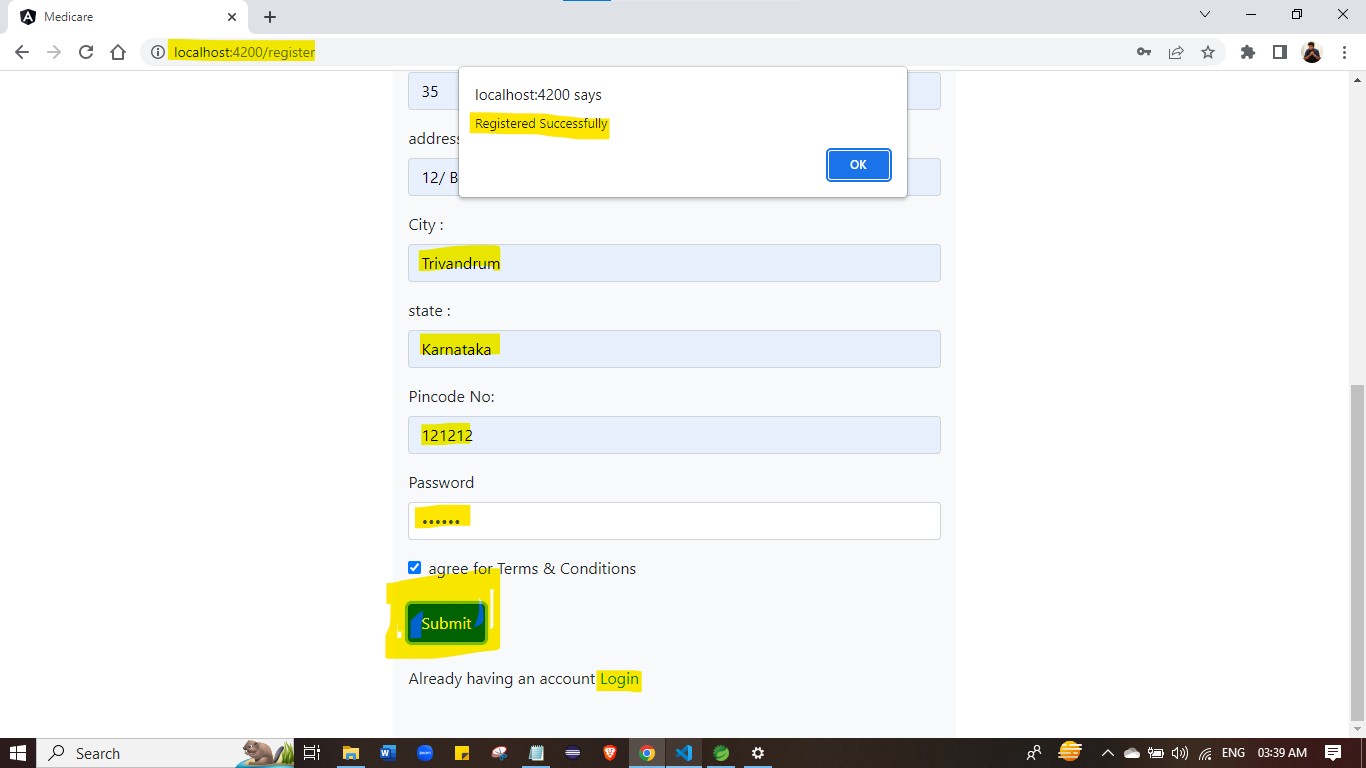 Medicare
localhost:4200/register
localhost:4200 says
Registered Successfully
OK
35
address
12/ B
City :
Trivandrum
state :
Karnataka
Pincode No:
121212
Password
••••••
agree for Terms & Conditions
Submit
Already having an account Login
Search
ENG
03:39 AM